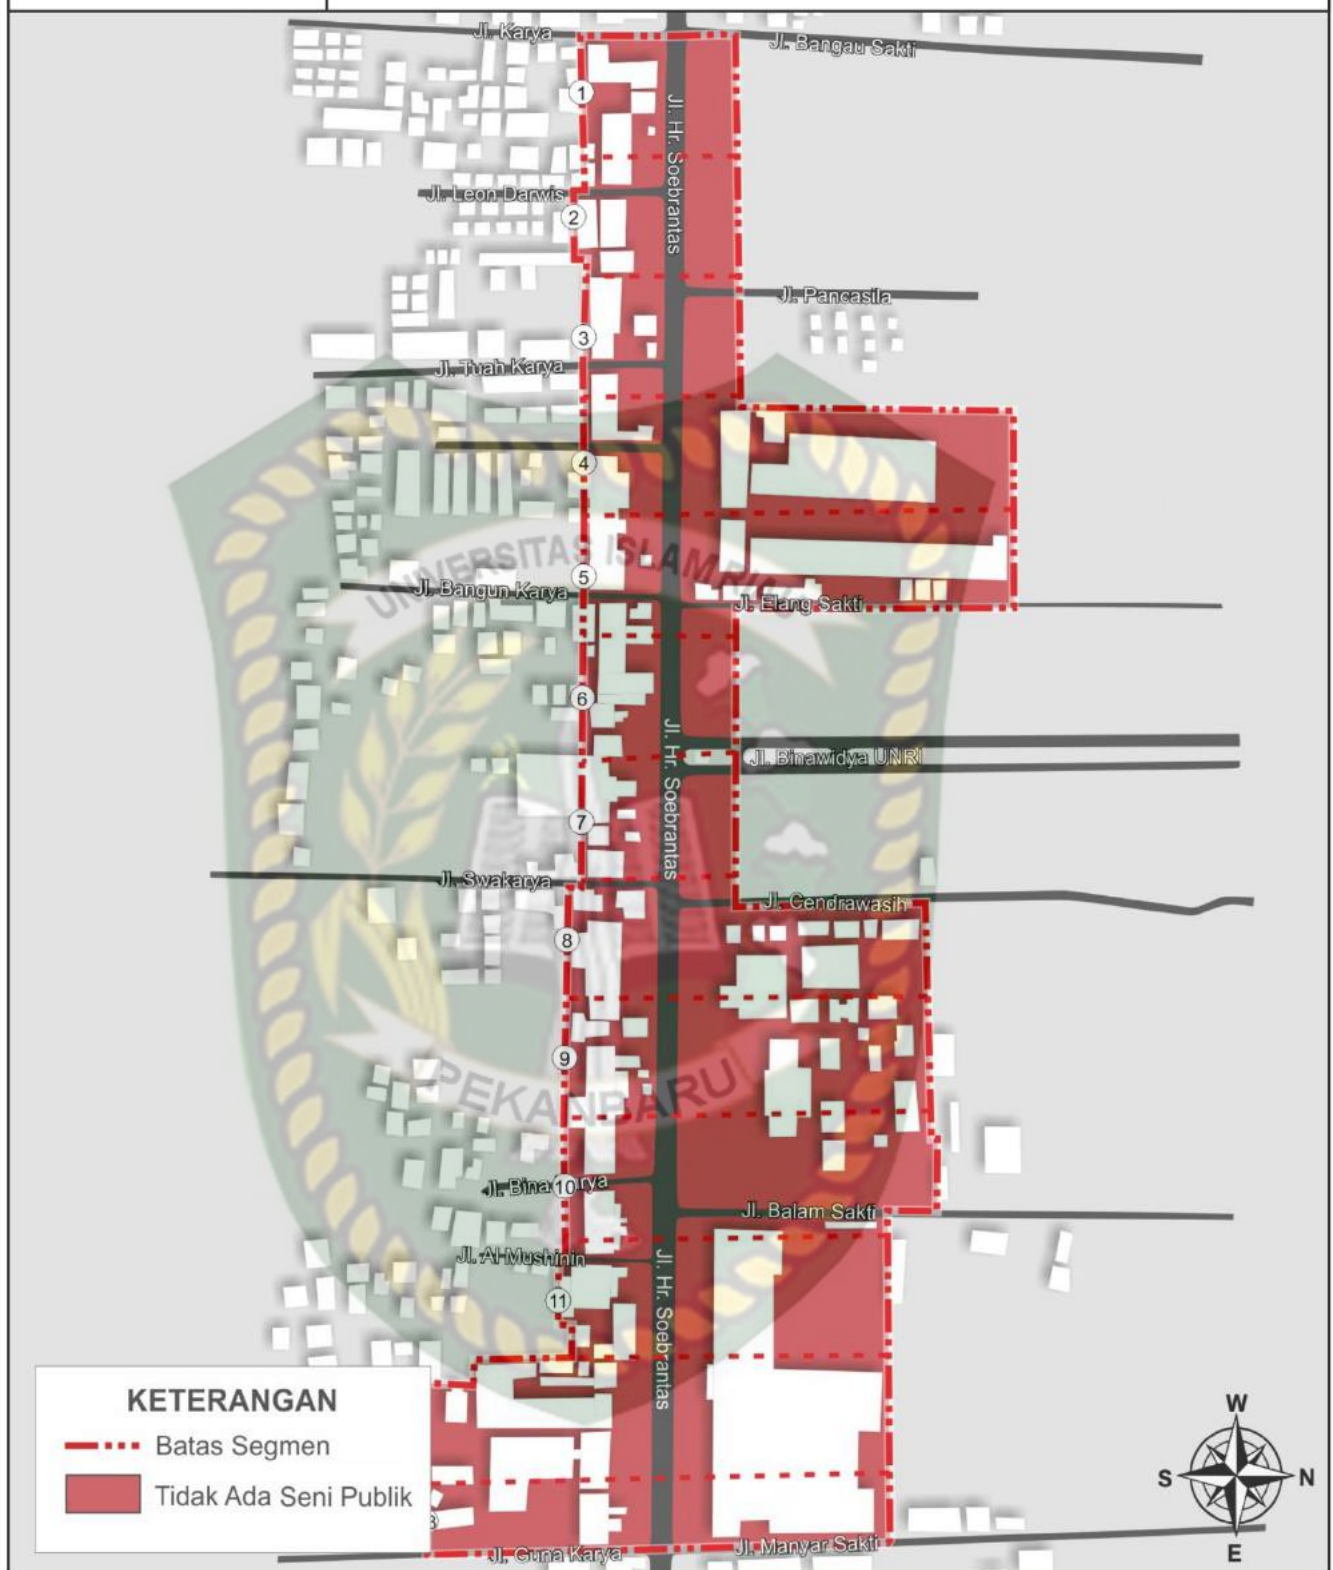 Jl. Karya
Jl. Bangau Sakti
1
Jl. Hr. Soebrantas
Jl. Leon Darwis
2
Jl. Pancasila
3
Jl. Tuah Karya
4
UNIVERSITAS ISLAM RIAU
5
Jl. Bangun Karya
Jl. Elang Sakti
6
Jl. Hr. Soebrantas
Jl. Binawidya UNRI
7
Jl. Swakarya
Jl. Cendrawasih
8
9
PEKANBARU
Jl. Bina Karya
10
Jl. Balam Sakti
Jl. Al Mushinin
Jl. Hr. Soebrantas
11
KETERANGAN
Batas Segmen
Tidak Ada Seni Publik
W
S
N
E
Jl. Guna Karya
Jl. Manyar Sakti